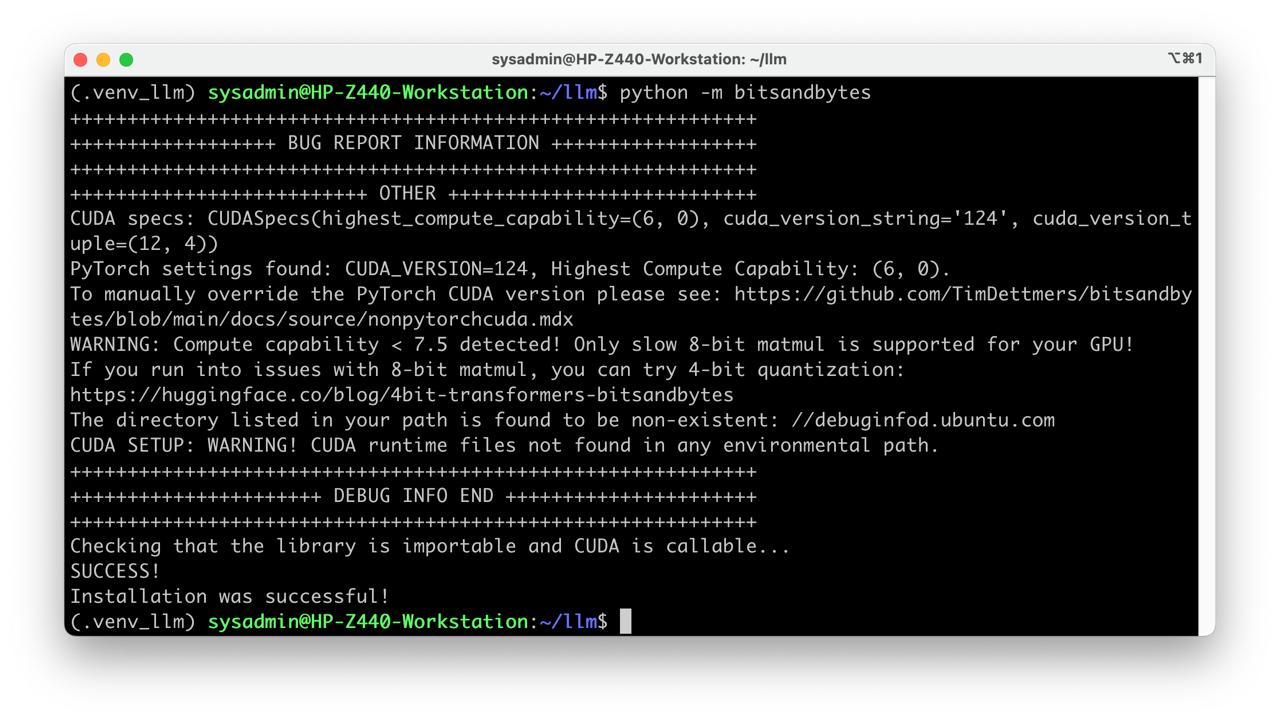 sysadmin@HP-Z440-Workstation: ~/llm
⌥⌘1
(.venv_llm) sysadmin@HP-Z440-Workstation:~/llm$ python -m bitsandbytes
++++++++++++++++++++++++++++++++++++++++++++++++++++++++++++
++++++++++++++++++ BUG REPORT INFORMATION ++++++++++++++++++
++++++++++++++++++++++++++++++++++++++++++++++++++++++++++++
++++++++++++++++++++++++++ OTHER +++++++++++++++++++++++++++
CUDA specs: CUDASpecs(highest_compute_capability=(6, 0), cuda_version_string='124', cuda_version_t
uple=(12, 4))
PyTorch settings found: CUDA_VERSION=124, Highest Compute Capability: (6, 0).
To manually override the PyTorch CUDA version please see: https://github.com/TimDettmers/bitsandby
tes/blob/main/docs/source/nonpytorchcuda.mdx
WARNING: Compute capability < 7.5 detected! Only slow 8-bit matmul is supported for your GPU!
If you run into issues with 8-bit matmul, you can try 4-bit quantization:
https://huggingface.co/blog/4bit-transformers-bitsandbytes
The directory listed in your path is found to be non-existent: //debuginfod.ubuntu.com
CUDA SETUP: WARNING! CUDA runtime files not found in any environmental path.
++++++++++++++++++++++++++++++++++++++++++++++++++++++++++++
++++++++++++++++++++++ DEBUG INFO END ++++++++++++++++++++++
++++++++++++++++++++++++++++++++++++++++++++++++++++++++++++
Checking that the library is importable and CUDA is callable...
SUCCESS!
Installation was successful!
(.venv_llm) sysadmin@HP-Z440-Workstation:~/llm$